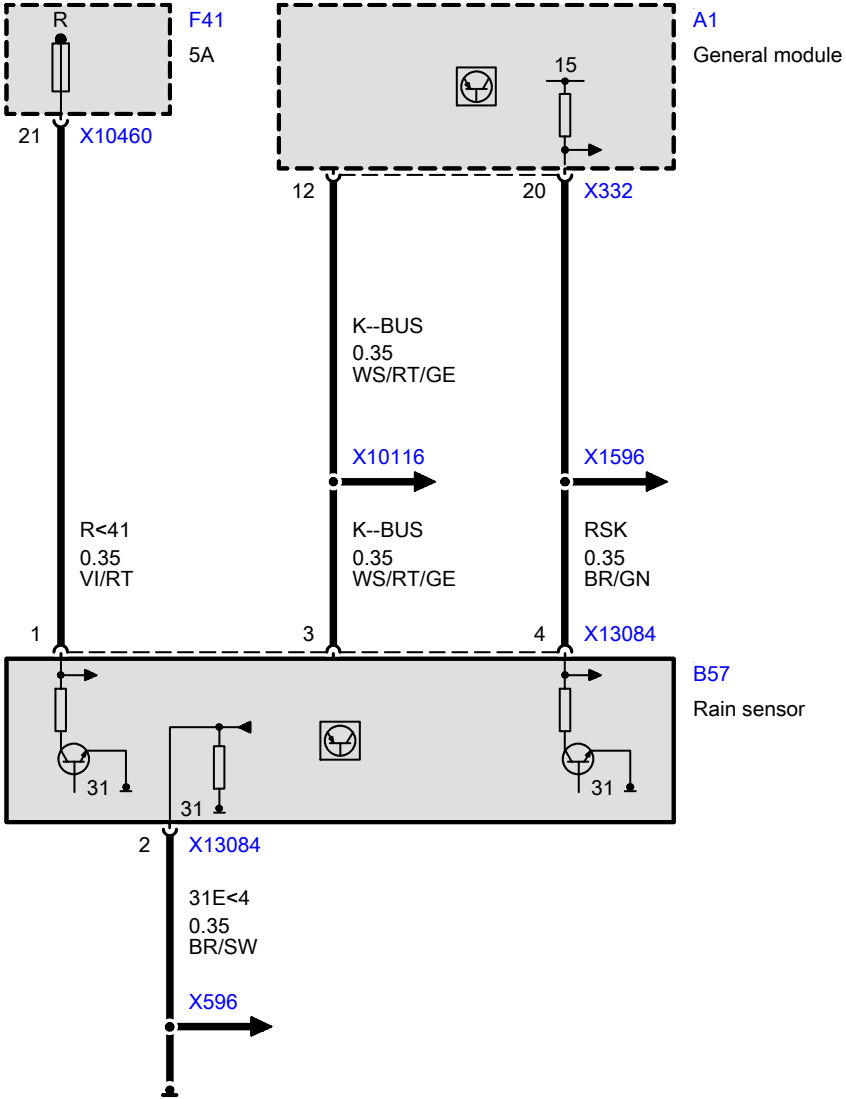 R
F41
5A
A1
General module
15
21
X10460
12
20
X332
K--BUS
0.35
WS/RT/GE
X10116
X1596
R<41
0.35
VI/RT
K--BUS
0.35
WS/RT/GE
RSK
0.35
BR/GN
1
3
4
X13084
B57
Rain sensor
31
31
31
2
X13084
31E<4
0.35
BR/SW
X596